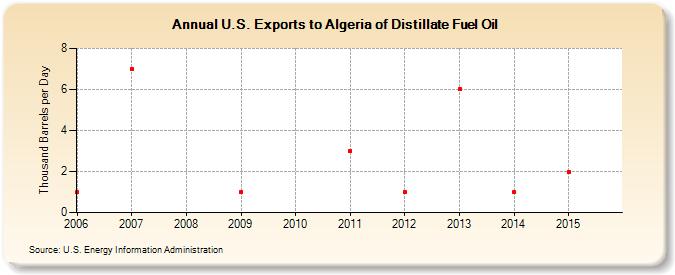 Annual U.S. Exports to Algeria of Distillate Fuel Oil
Thousand Barrels per Day
8
6
4
2
0
2006 2007 2008 2009 2010 2011 2012 2013 2014 2015
Source: U.S. Energy Information Administration